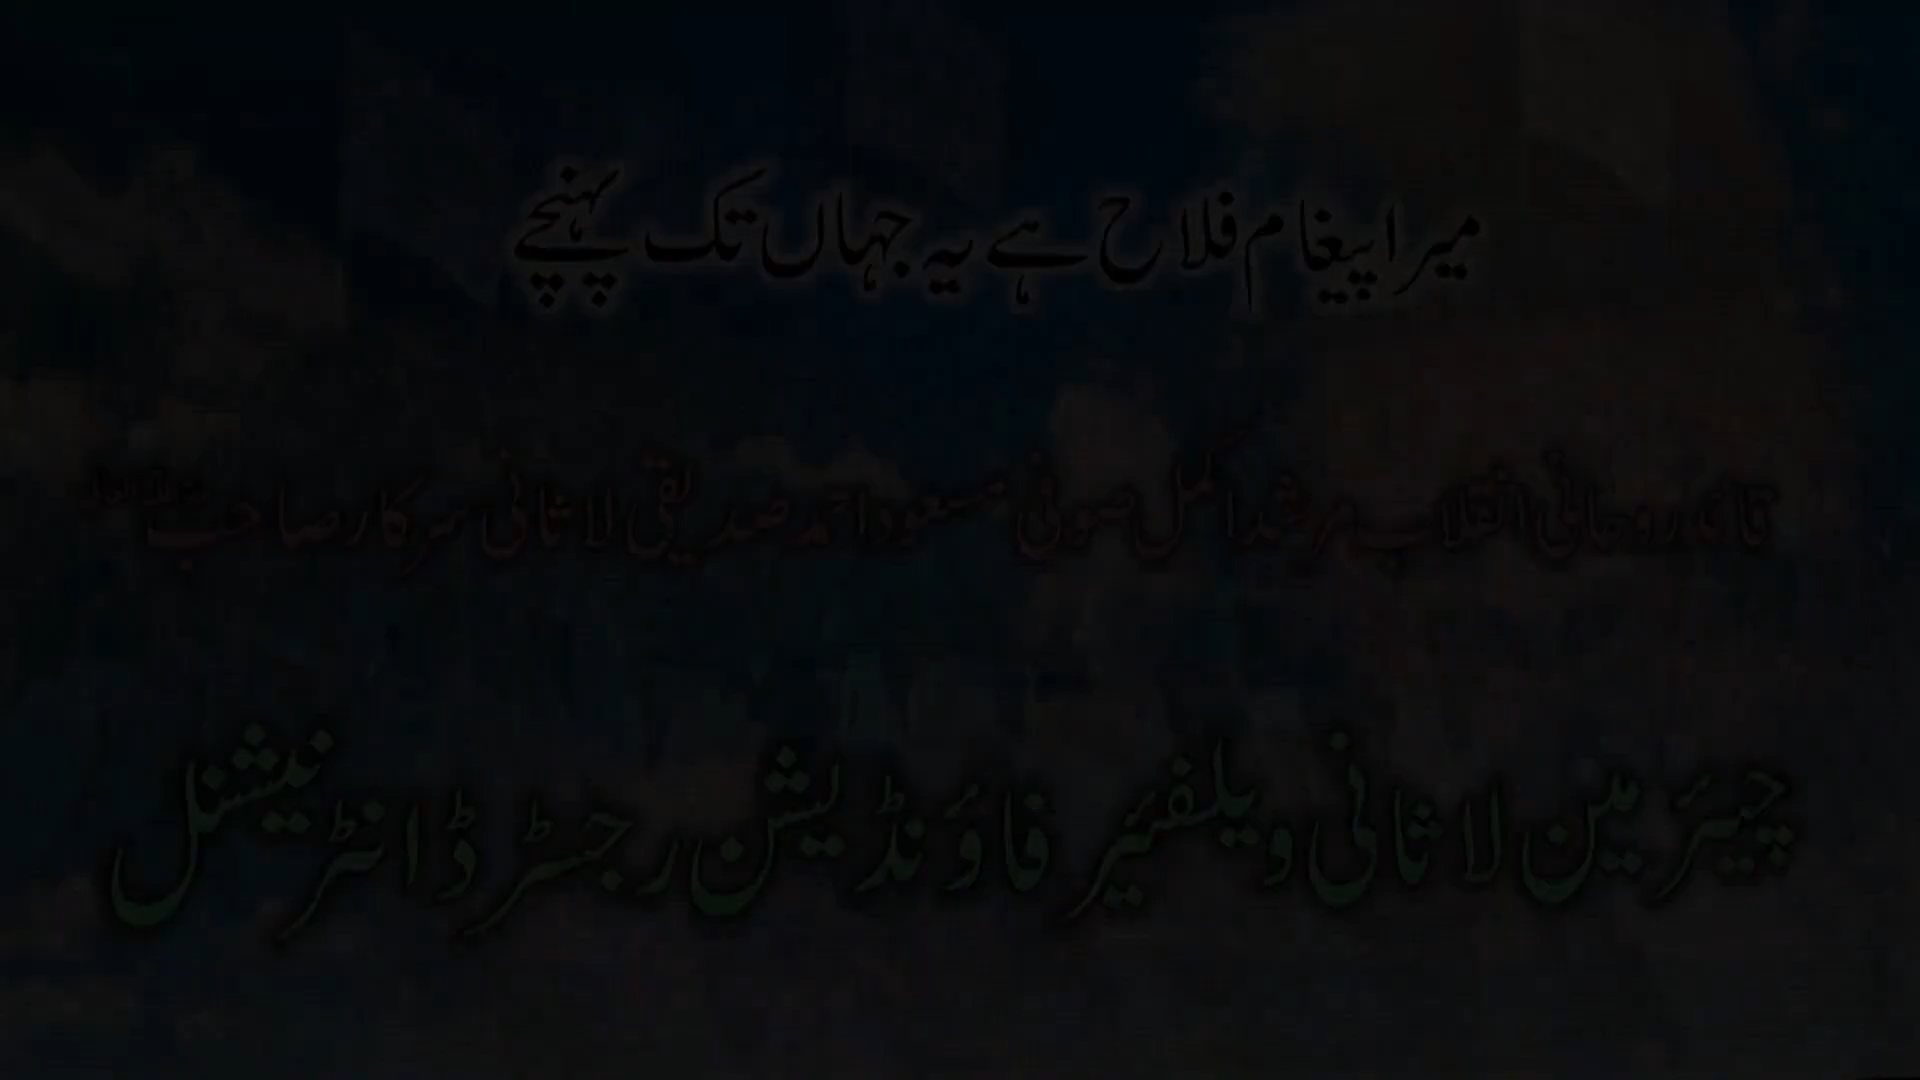 میرا پیغام فلاح ہے یہ جہاں تک پہنچے
قائد روحانی انقلاب مرشد اکمل صوفی مسعود احمد صدیقی لاثانی سرکار صاحب
چیئرمین لاثانی ویلفیئر فاؤنڈیشن رجسٹرڈ انٹرنیشنل